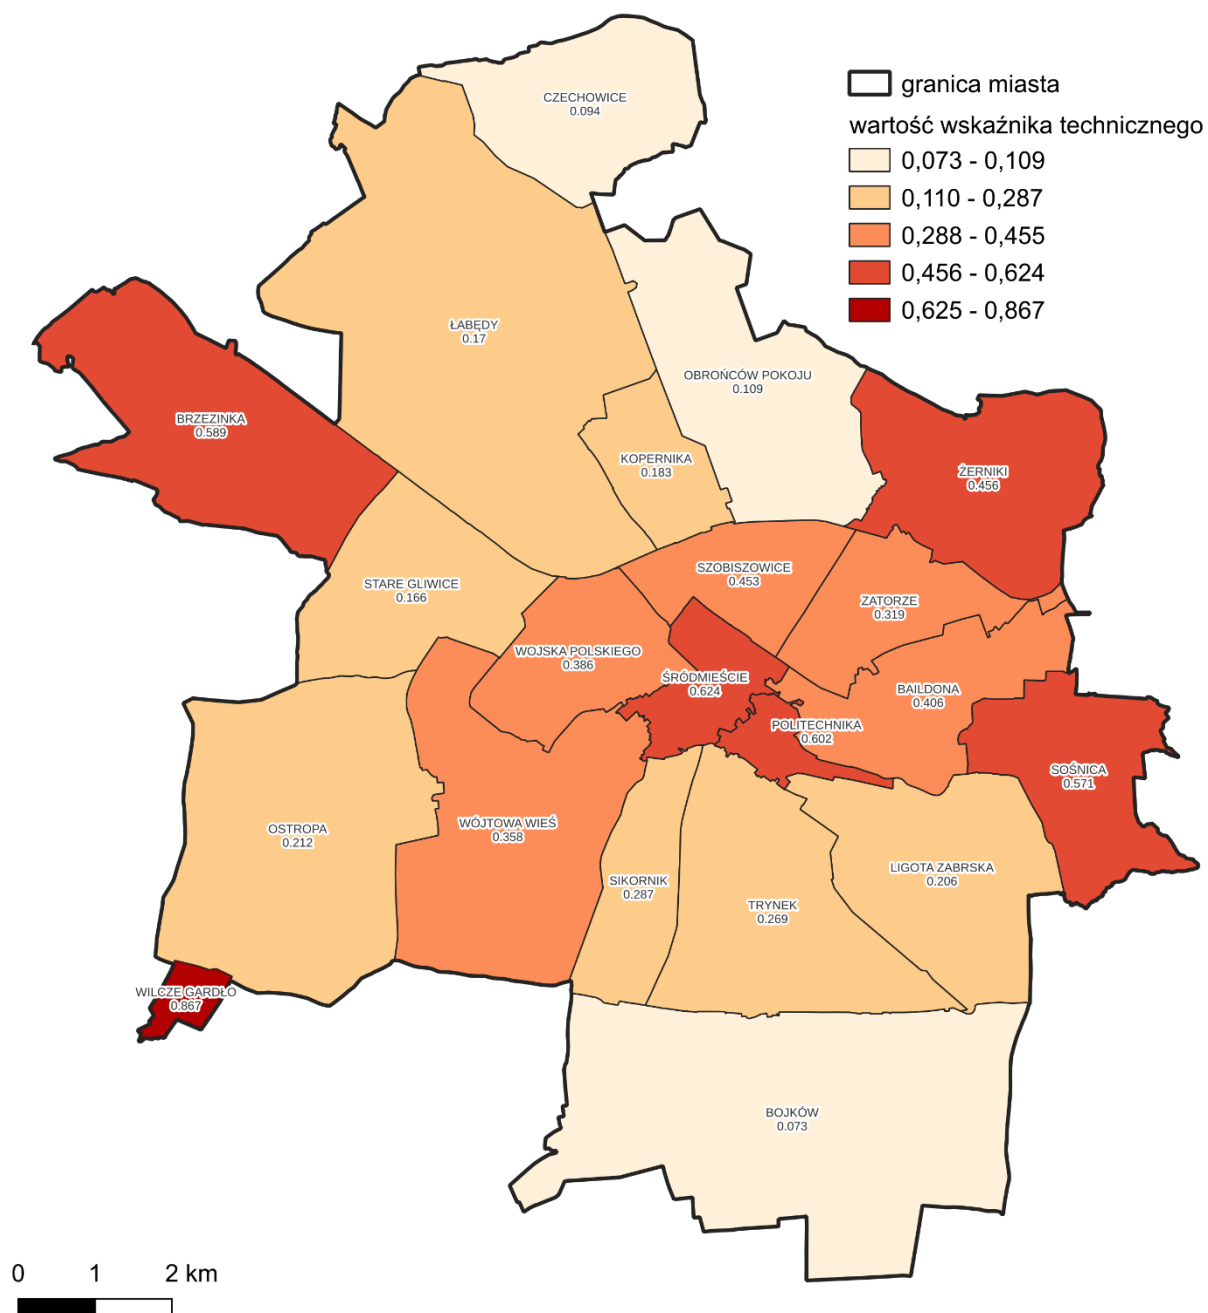 CZECHOWICE
0.094
granica miasta
wartość wskaźnika technicznego
0,073 - 0,109
0,110 - 0,287
0,288 - 0,455
0,456 - 0,624
0,625 - 0,867
ŁABĘDY
0.17
OBROŃCÓW POKOJU
0.109
BRZEZINKA
0.589
KOPERNIKA
0.183
ŻERNIKI
0.456
SZOBISZOWICE
0.453
STARE GLIWICE
0.166
ZATORZE
0.319
WOJSKA POLSKIEGO
0.386
ŚRÓDMIEŚCIE
0.624
BAILDONA
0.406
POLITECHNIKA
0.602
SOŚNICA
0.571
OSTROPA
0.212
WÓJTOWA WIEŚ
0.358
LIGOTA ZABRSKA
0.206
SIKORNIK
0.287
TRYNEK
0.269
WILCZE GARDŁO
0.867
BOJKÓW
0.073
0 1 2 km